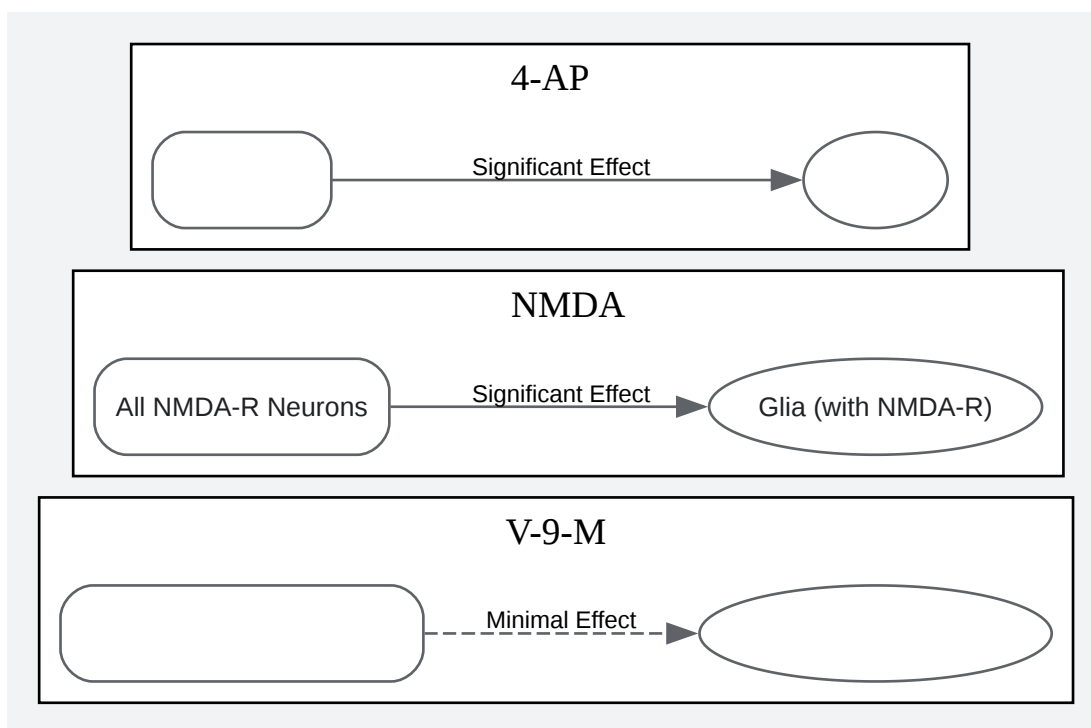 4-AP
Significant Effect
NMDA
All NMDA-R Neurons
Significant Effect
Glia (with NMDA-R)
V-9-M
Minimal Effect